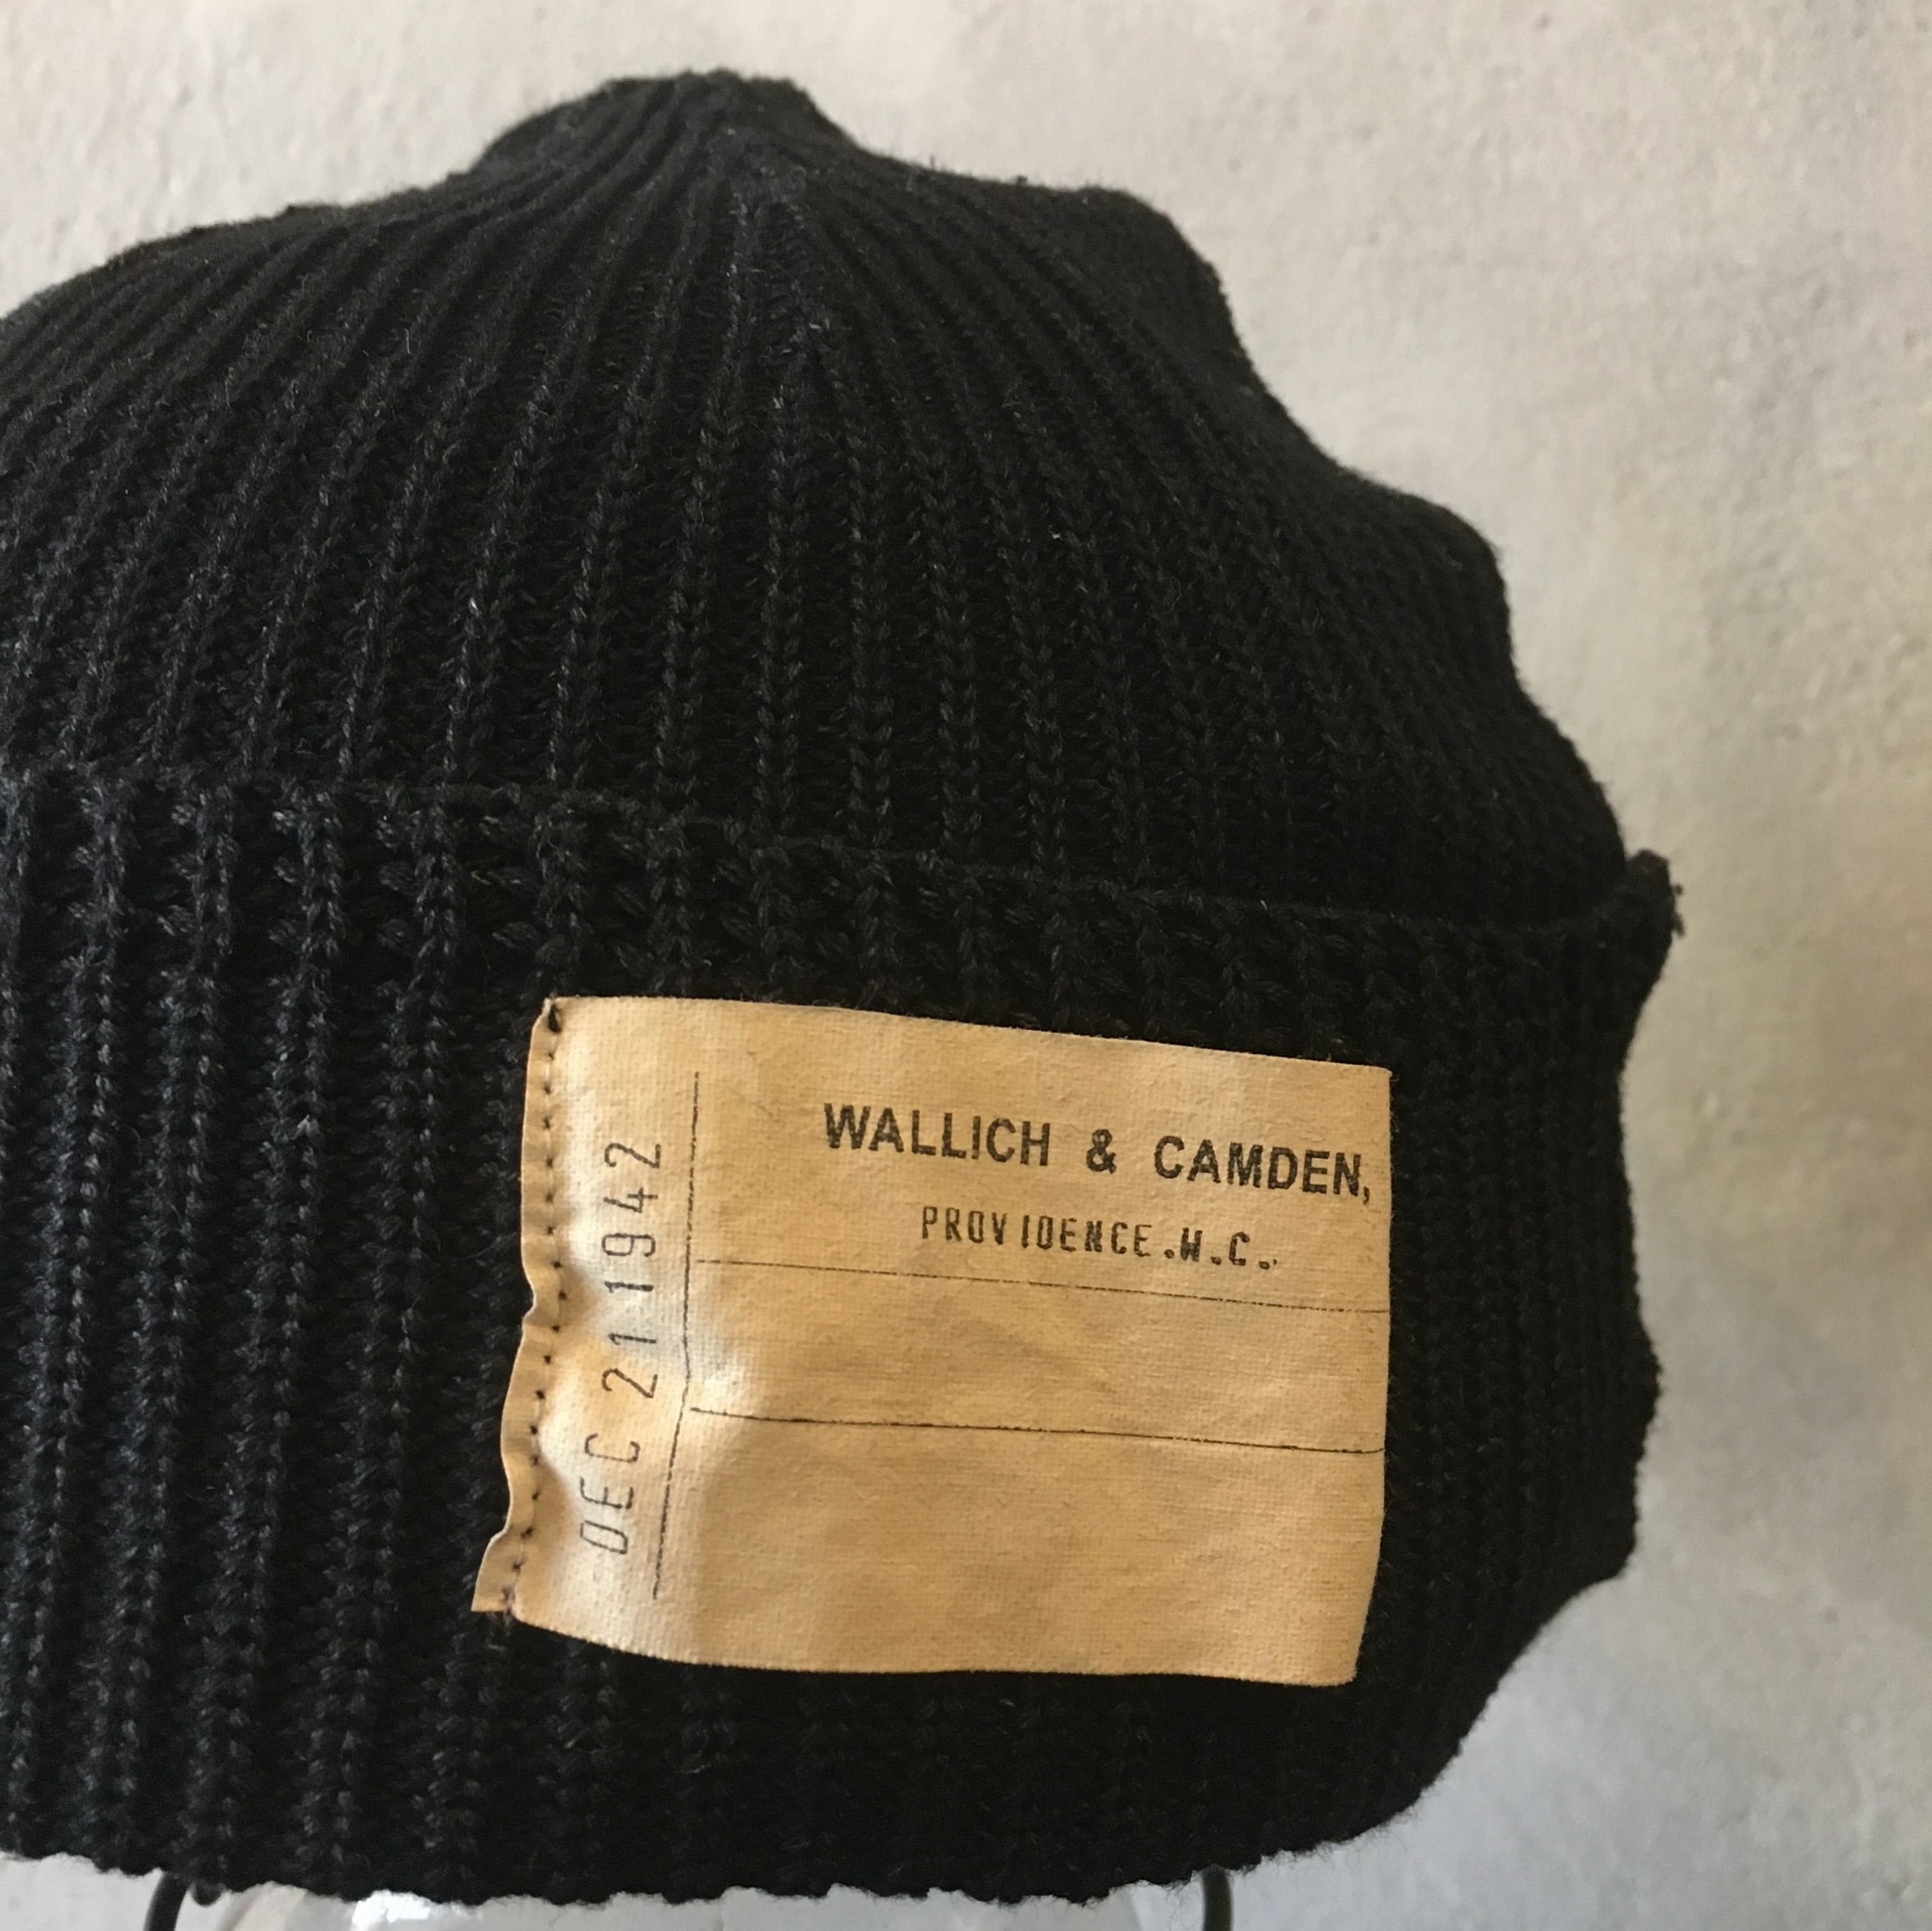 WALLICH & CAMDEN,
PROVIDENCE.W.C..
DEC 21 1942